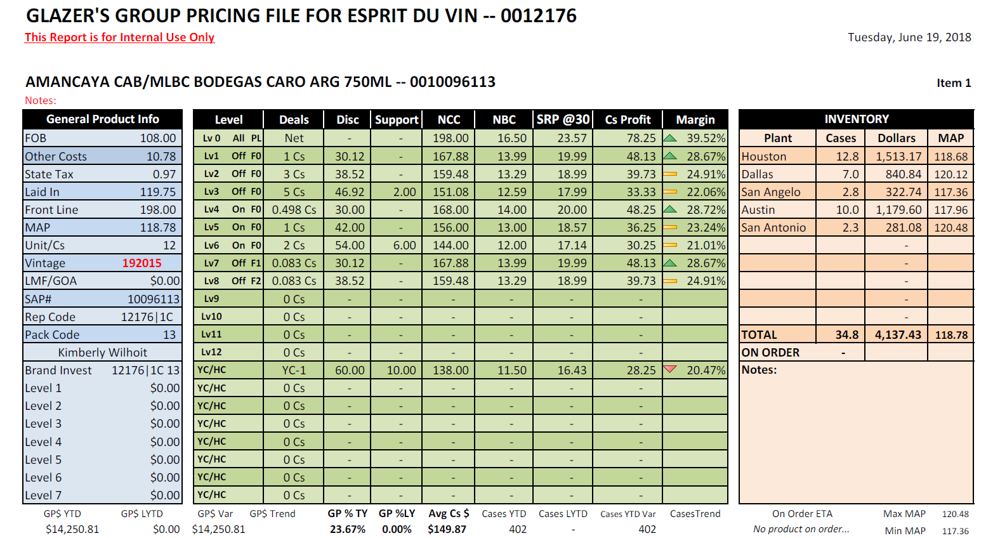 GLAZER'S GROUP PRICING FILE FOR ESPRIT DU VIN -- 0012176
This Report is for Internal Use Only Tuesday, June 19, 2018
AMANCAYA CAB/MLBC BODEGAS CARO ARG 750ML -- 0010096113 Item 1
Notes:
General Product Info
FOB 108.00
Other Costs 10.78
State Tax 0.97
Laid In 119.75
Front Line 198.00
MAP 118.78
Unit/Cs 12
Vintage 192015
LMF/GOA $0.00
SAP# 10096113
Rep Code 12176|1C
Pack Code 13
Kimberly Wilhoit
Brand Invest 12176|1C 13
Level 1 $0.00
Level 2 $0.00
Level 3 $0.00
Level 4 $0.00
Level 5 $0.00
Level 6 $0.00
Level 7 $0.00
Level Deals Disc Support NCC NBC SRP @30 Cs Profit Margin
Lv 0 All PL Net - - 198.00 16.50 23.57 78.25 39.52%
Lv1 Off F0 1 Cs 30.12 - 167.88 13.99 19.99 48.13 28.67%
Lv2 Off F0 3 Cs 38.52 - 159.48 13.29 18.99 39.73 24.91%
Lv3 Off F0 5 Cs 46.92 2.00 151.08 12.59 17.99 33.33 22.06%
Lv4 On F0 0.498 Cs 30.00 - 168.00 14.00 20.00 48.25 28.72%
Lv5 On F0 1 Cs 42.00 - 156.00 13.00 18.57 36.25 23.24%
Lv6 On F0 2 Cs 54.00 6.00 144.00 12.00 17.14 30.25 21.01%
Lv7 Off F1 0.083 Cs 30.12 - 167.88 13.99 19.99 48.13 28.67%
Lv8 Off F2 0.083 Cs 38.52 - 159.48 13.29 18.99 39.73 24.91%
Lv9 0 Cs - - - - - -
Lv10 0 Cs - - - - - -
Lv11 0 Cs - - - - - -
Lv12 0 Cs - - - - - -
YC/HC YC-1 60.00 10.00 138.00 11.50 16.43 28.25 20.47%
YC/HC 0 Cs - - - - - -
YC/HC 0 Cs - - - - - -
YC/HC 0 Cs - - - - - -
YC/HC 0 Cs - - - - - -
YC/HC 0 Cs - - - - - -
YC/HC 0 Cs - - - - - -
YC/HC 0 Cs - - - - - -
INVENTORY
Plant Cases Dollars MAP
Houston 12.8 1,513.17 118.68
Dallas 7.0 840.84 120.12
San Angelo 2.8 322.74 117.36
Austin 10.0 1,179.60 117.96
San Antonio 2.3 281.08 120.48
-
-
-
-
-
TOTAL 34.8 4,137.43 118.78
ON ORDER -
Notes:
GP$ YTD GP$ LYTD GP$ Var GP$ Trend GP % TY GP %LY Avg Cs $ Cases YTD Cases LYTD Cases YTD Var CasesTrend On Order ETA Max MAP 120.48
$14,250.81 $0.00 $14,250.81 23.67% 0.00% $149.87 402 - 402 No product on order... Min MAP 117.36